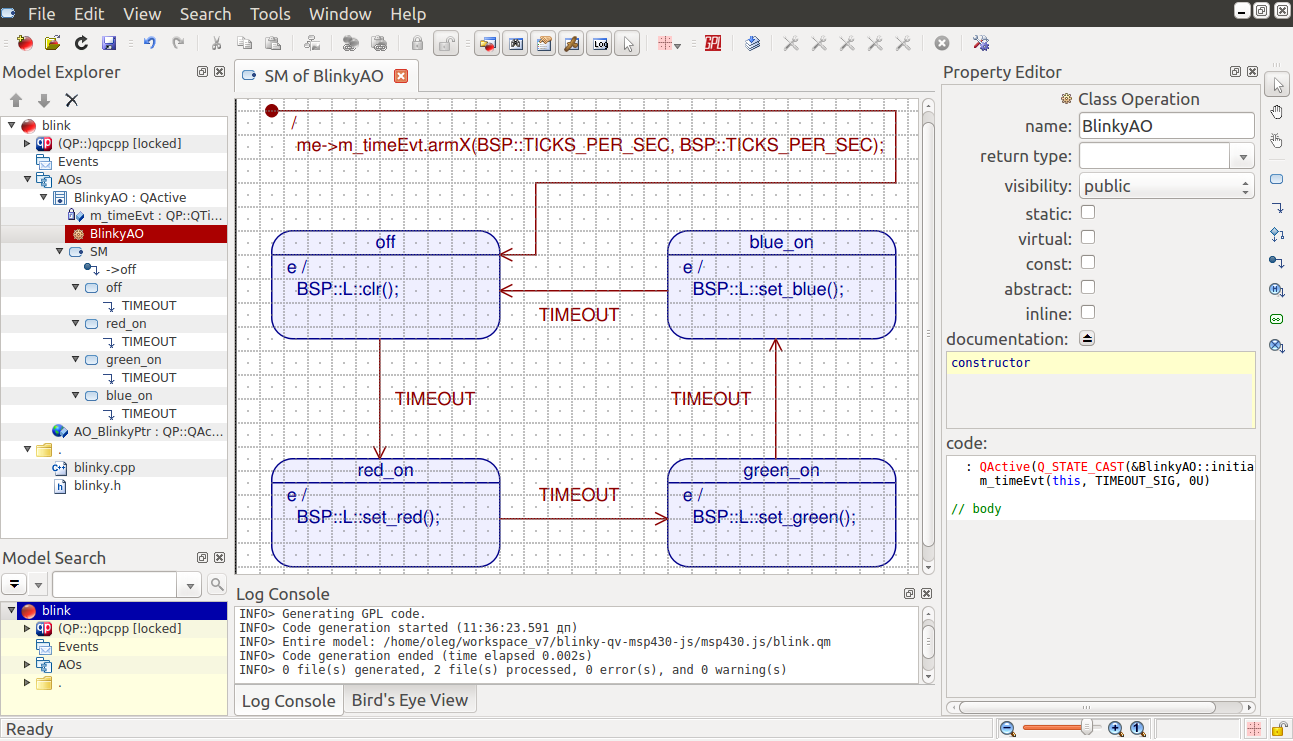 File Edit View Search Tools Window Help
Log
GPL
Model Explorer
blink
qp (QP::)qpcpp [locked]
Events
AOs
BlinkyAO : QActive
m_timeEvt : QP::QTi...
BlinkyAO
SM
->off
off
TIMEOUT
red_on
TIMEOUT
green_on
TIMEOUT
blue_on
TIMEOUT
AO_BlinkyPtr : QP::QAc...
.
C++ blinky.cpp
h blinky.h
Model Search
blink
qp (QP::)qpcpp [locked]
Events
AOs
.
SM of BlinkyAO
/
me->m_timeEvt.armX(BSP::TICKS_PER_SEC, BSP::TICKS_PER_SEC);
off
e /
BSP::L::clr();
blue_on
e /
BSP::L::set_blue();
TIMEOUT
TIMEOUT
TIMEOUT
red_on
e /
BSP::L::set_red();
TIMEOUT
green_on
e /
BSP::L::set_green();
Log Console
INFO> Generating GPL code.
INFO> Code generation started (11:36:23.591 дп)
INFO> Entire model: /home/oleg/workspace_v7/blinky-qv-msp430-js/msp430.js/blink.qm
INFO> Code generation ended (time elapsed 0.002s)
INFO> 0 file(s) generated, 2 file(s) processed, 0 error(s), and 0 warning(s)
Log Console Bird's Eye View
Property Editor
Class Operation
name: BlinkyAO
return type:
visibility: public
static:
virtual:
const:
abstract:
inline:
documentation:
constructor
code:
: QActive(Q_STATE_CAST(&BlinkyAO::initia
m_timeEvt(this, TIMEOUT_SIG, 0U)
// body
H
Ready
1